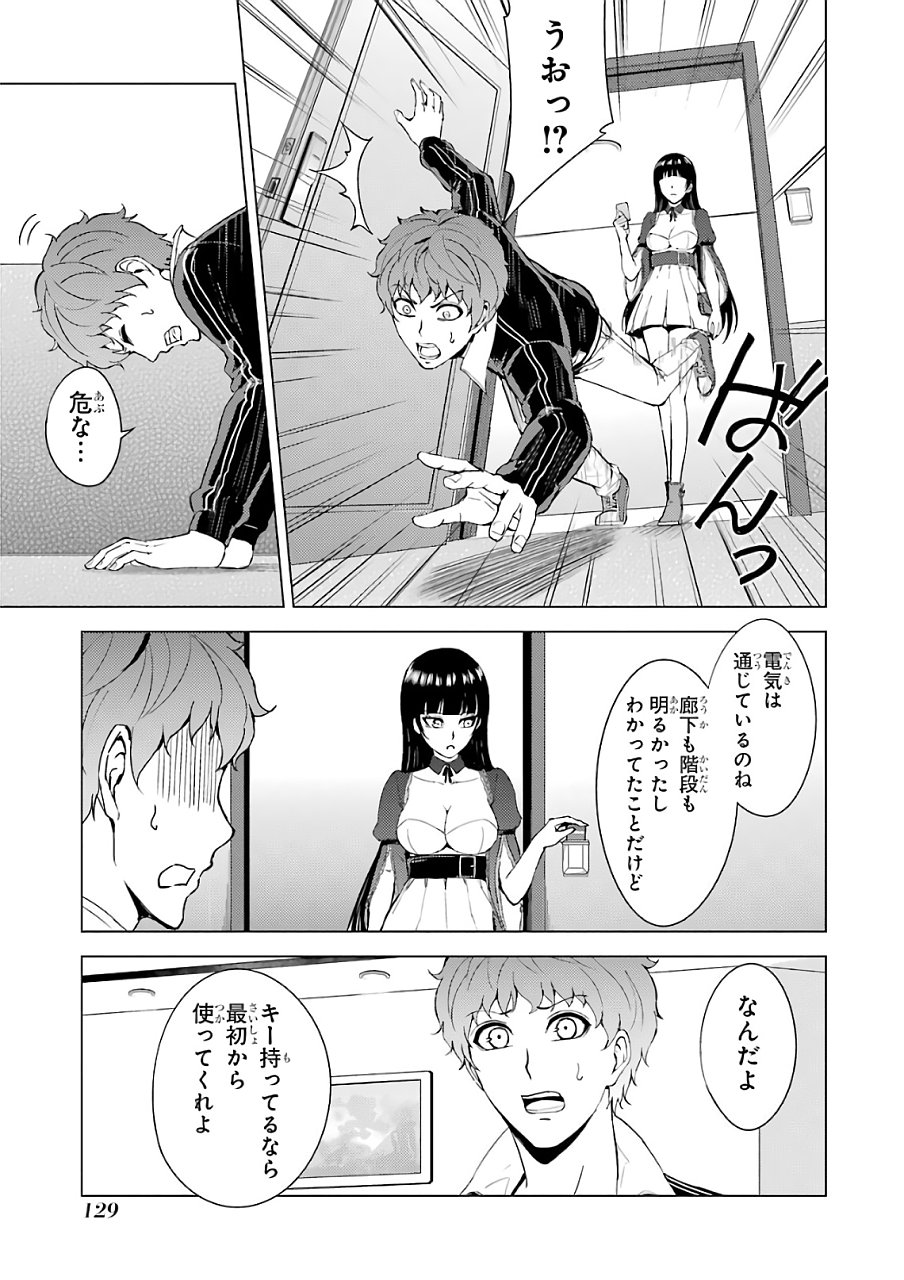 うおっ!?
ばんっ
危な…
電気は
通じているのね
廊下も階段も
明るかったし
わかってたことだけど
なんだよ
キー持ってるなら
最初から
使ってくれよ
129